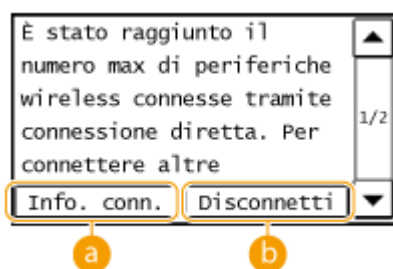 È stato raggiunto il
numero max di periferiche
wireless connesse tramite
connessione diretta. Per
connettere altre
1/2
Info. conn. Disconnetti
a b